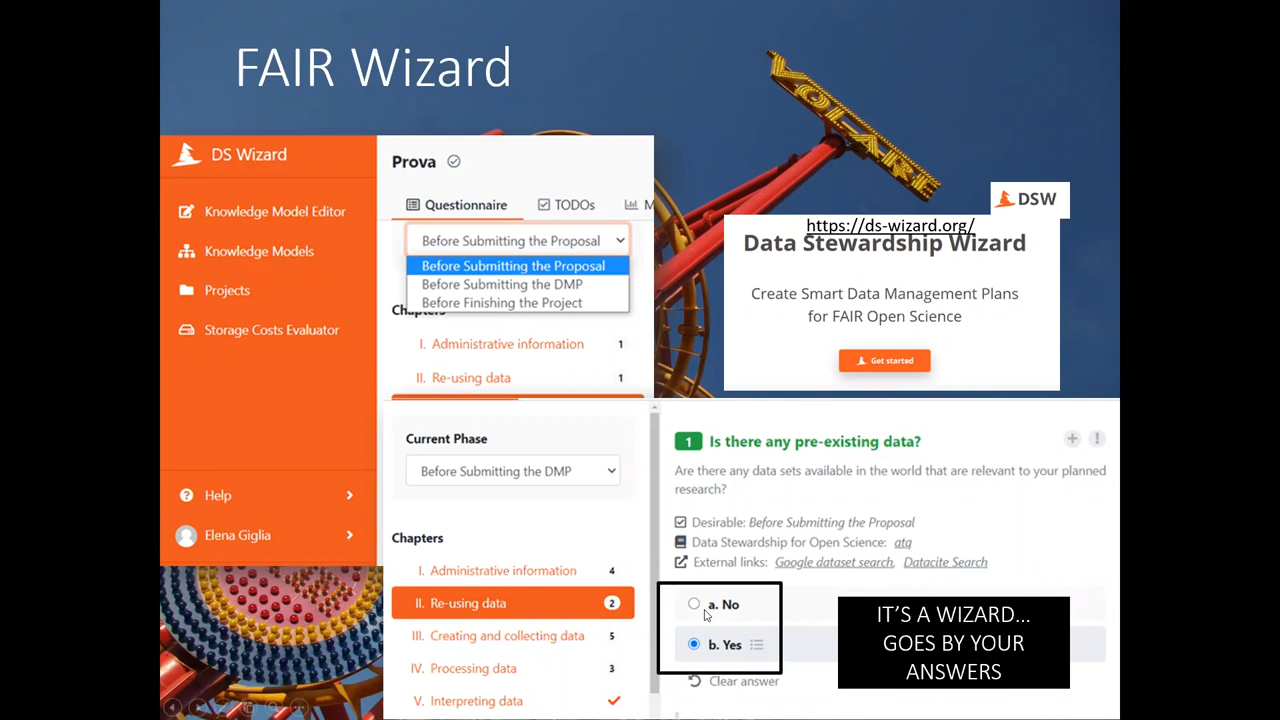 FAIR Wizard
VOLARE
DS Wizard
Knowledge Model Editor
Knowledge Models
Projects
Storage Costs Evaluator
Help
Elena Giglia
Prova
Questionnaire
TODOs
M
Before Submitting the Proposal
Before Submitting the Proposal
Before Submitting the DMP
Before Finishing the Project
Chapters
I. Administrative information 1
II. Re-using data 1
DSW
https://ds-wizard.org/
Data Stewardship Wizard
Create Smart Data Management Plans
for FAIR Open Science
Get started
Current Phase
Before Submitting the DMP
Chapters
I. Administrative information 4
II. Re-using data 2
III. Creating and collecting data 5
IV. Processing data 3
V. Interpreting data
1 Is there any pre-existing data?
Are there any data sets available in the world that are relevant to your planned
research?
Desirable: Before Submitting the Proposal
Data Stewardship for Open Science: atq
External links: Google dataset search, Datacite Search
a. No
b. Yes
Clear answer
IT'S A WIZARD…
GOES BY YOUR
ANSWERS